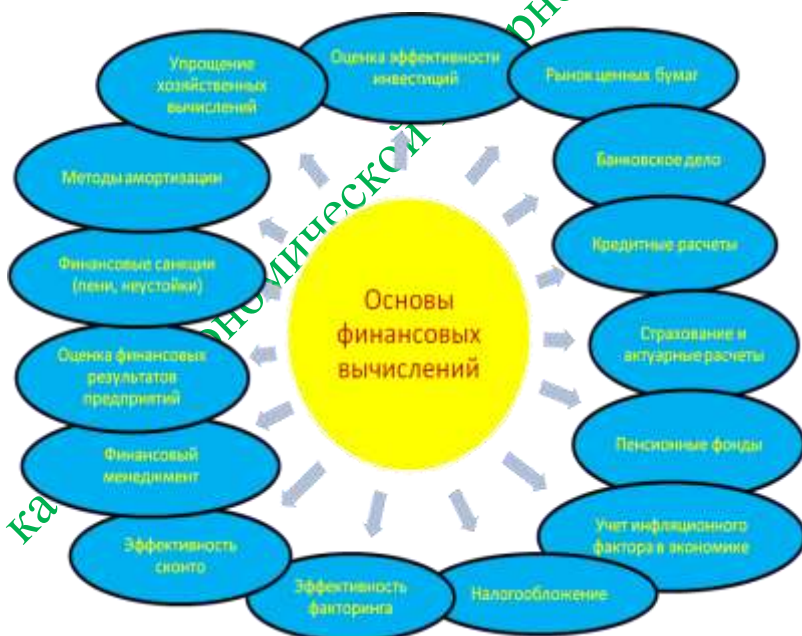 Основы
финансовых
вычислений
Оценка эффективности
инвестиций
Рынок ценных бумаг
Банковское дело
Кредитные расчеты
Страхование и
актуарные расчеты
Пенсионные фонды
Учет инфляционного
фактора в экономике
Налогообложение
Эффективность
факторинга
Эффективность
сконто
Финансовый
менеджмент
Оценка финансовых
результатов
предприятий
Финансовые санкции
(пени, неустойки)
Методы амортизации
Упрощение
хозяйственных
вычислений